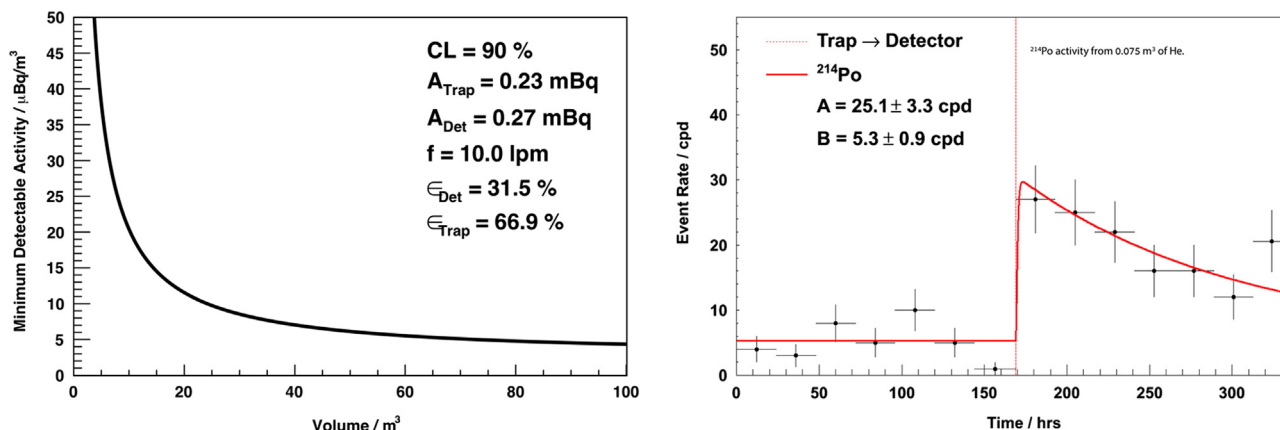 50
45
40
35
30
25
20
15
10
5
0
Minimum Detectable Activity / μBq/m³
CL = 90 %
A_Trap = 0.23 mBq
A_Det = 0.27 mBq
f = 10.0 lpm
∈_Det = 31.5 %
∈_Trap = 66.9 %
0 20 40 60 80 100
Volume / m³
50
40
30
20
10
0
Event Rate / cpd
Trap → Detector
²¹⁴Po
A = 25.1 ± 3.3 cpd
B = 5.3 ± 0.9 cpd
²¹⁴Po activity from 0.075 m³ of He.
0 50 100 150 200 250 300
Time / hrs